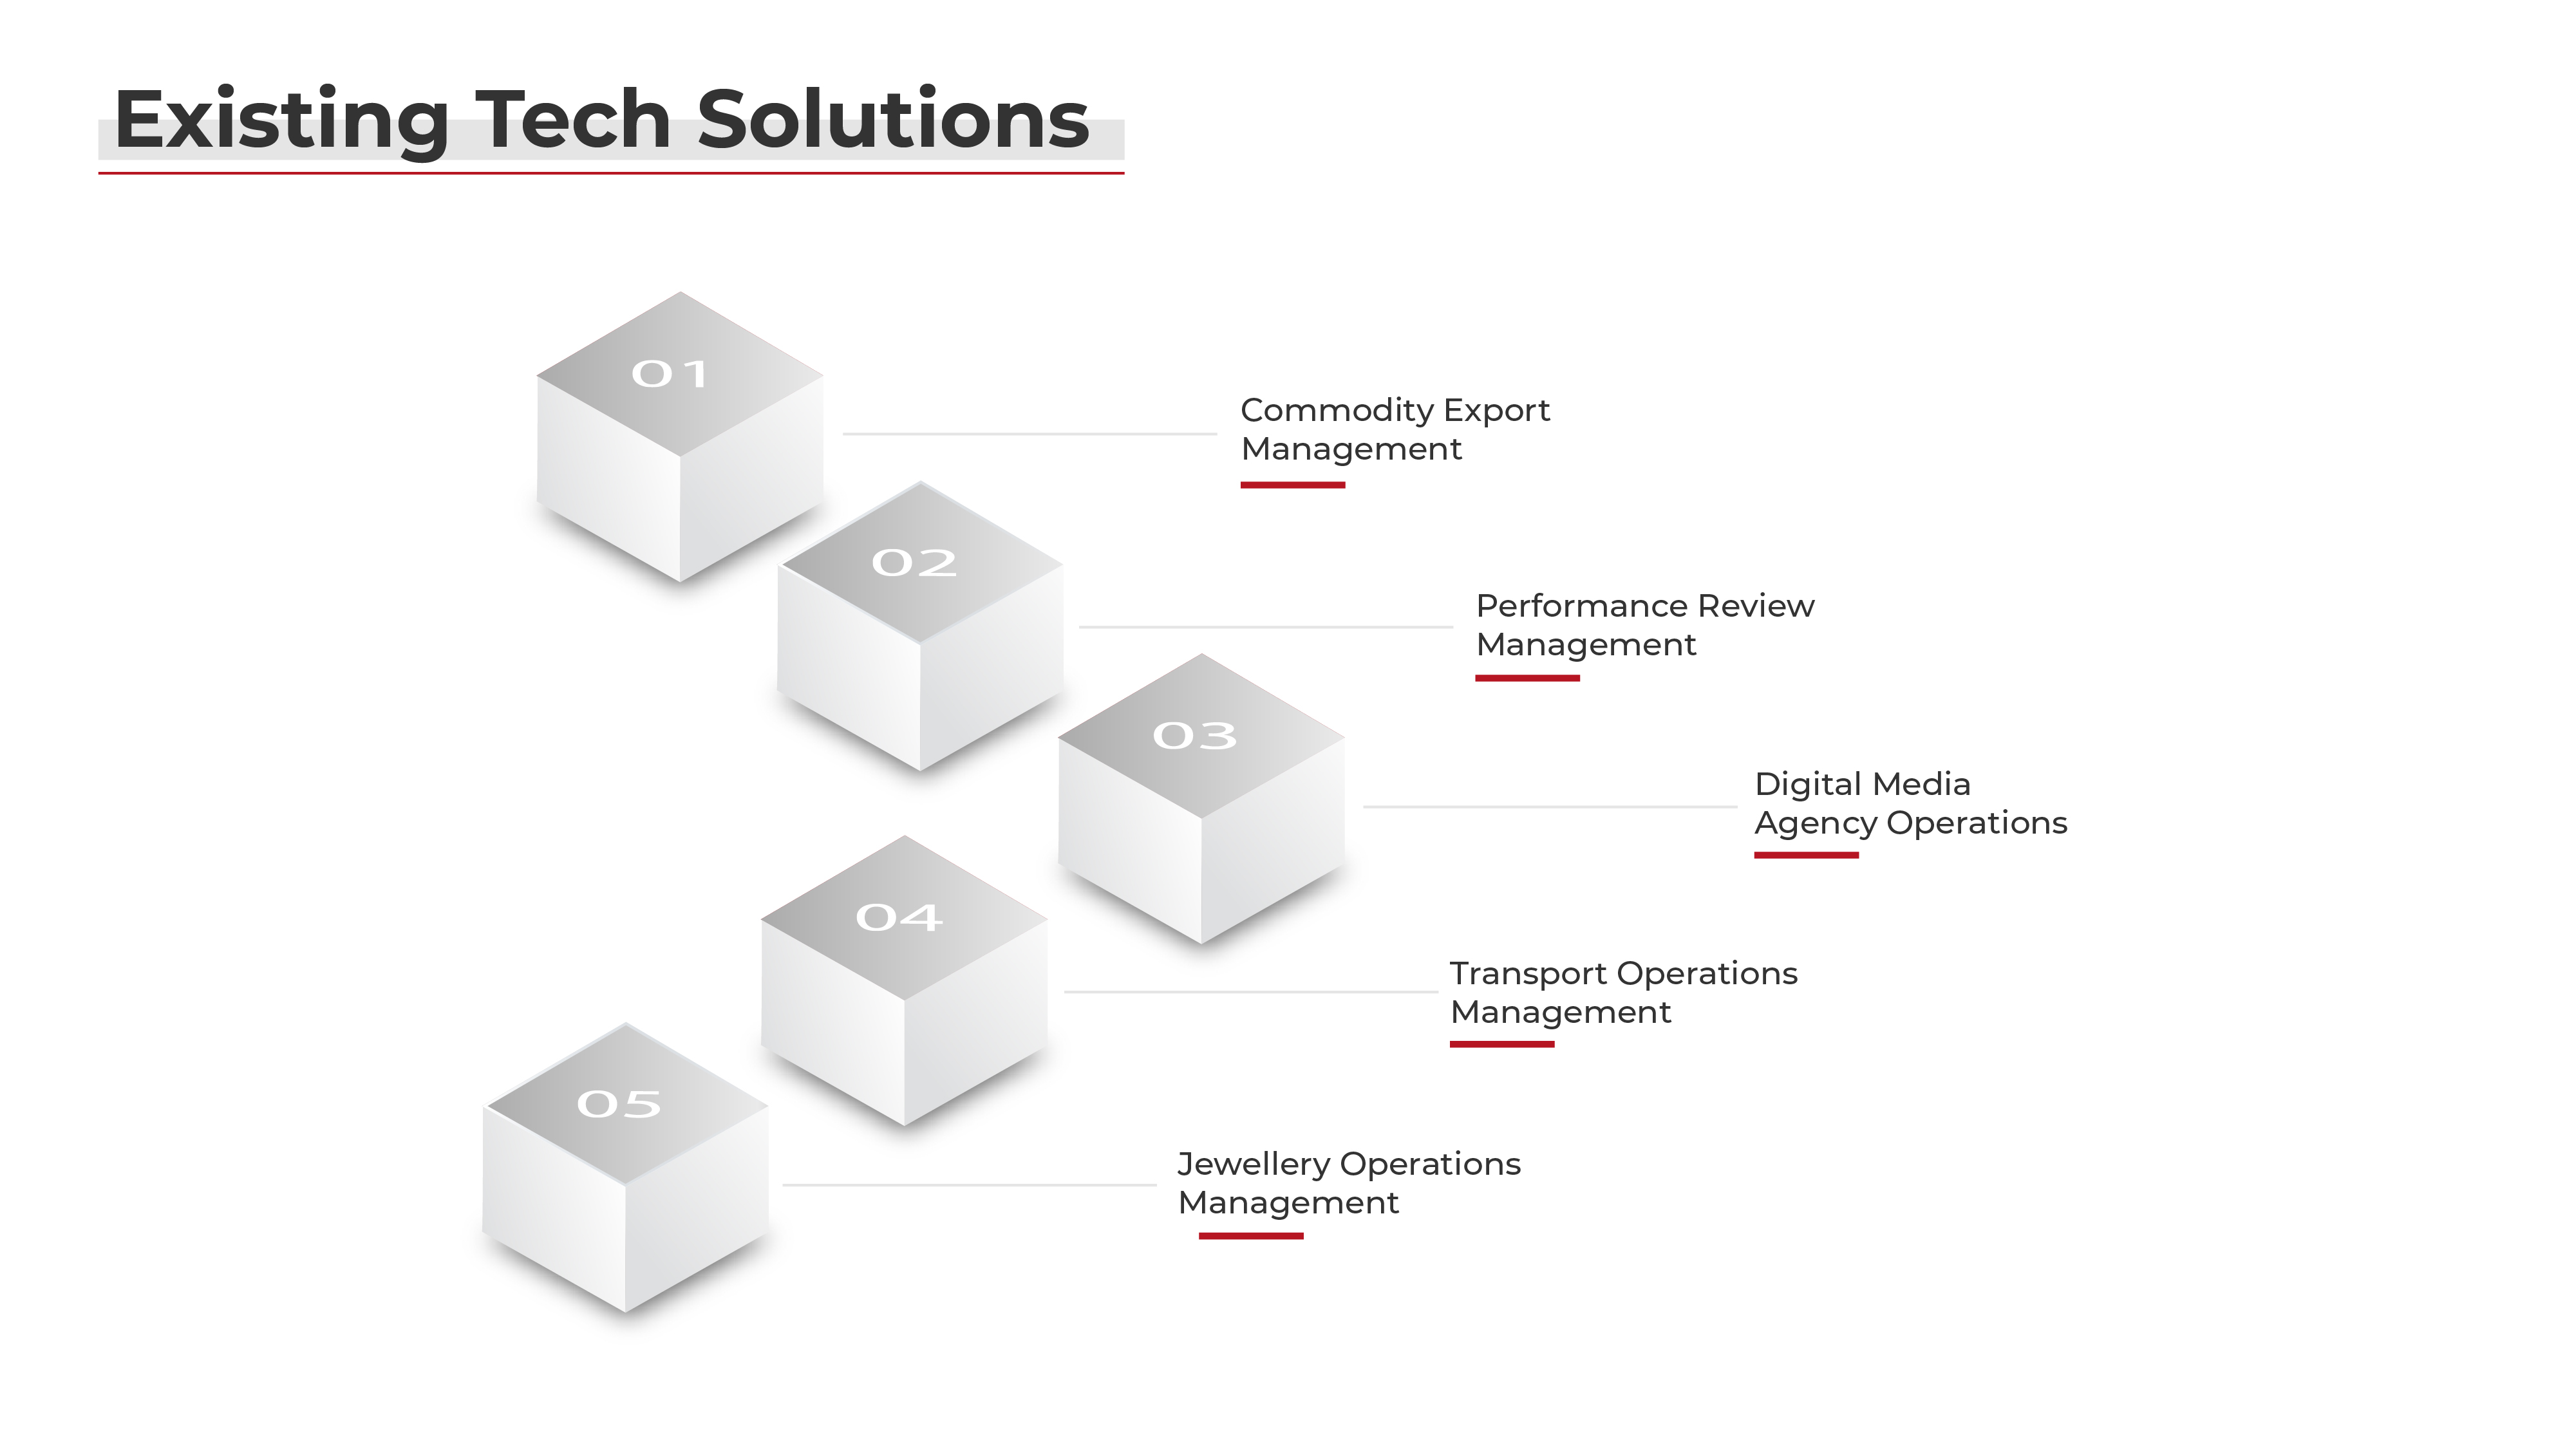 Existing Tech Solutions
01
Commodity Export
Management
02
Performance Review
Management
03
Digital Media
Agency Operations
04
Transport Operations
Management
05
Jewellery Operations
Management